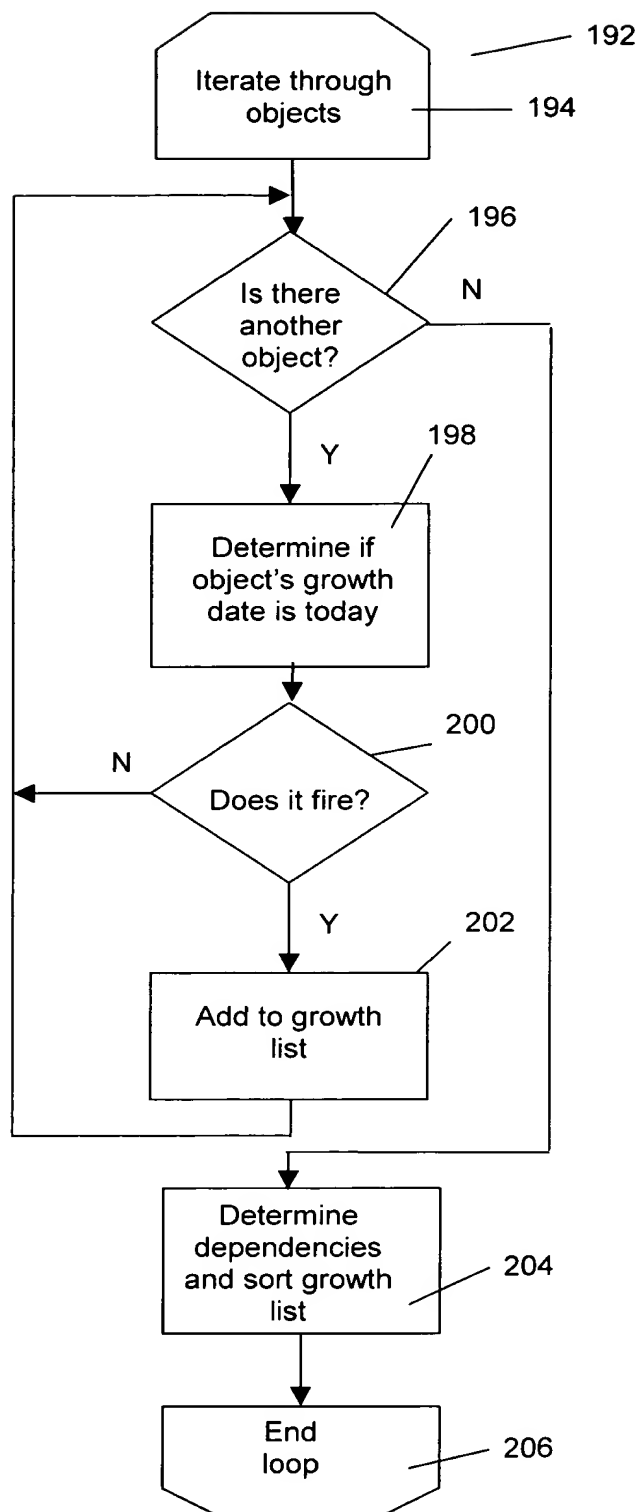 192
Iterate through
objects
194
196
Is there
another
object?
N
Y
198
Determine if
object's growth
date is today
200
N
Does it fire?
Y
202
Add to growth
list
Determine
dependencies
and sort growth
list
204
End
loop
206